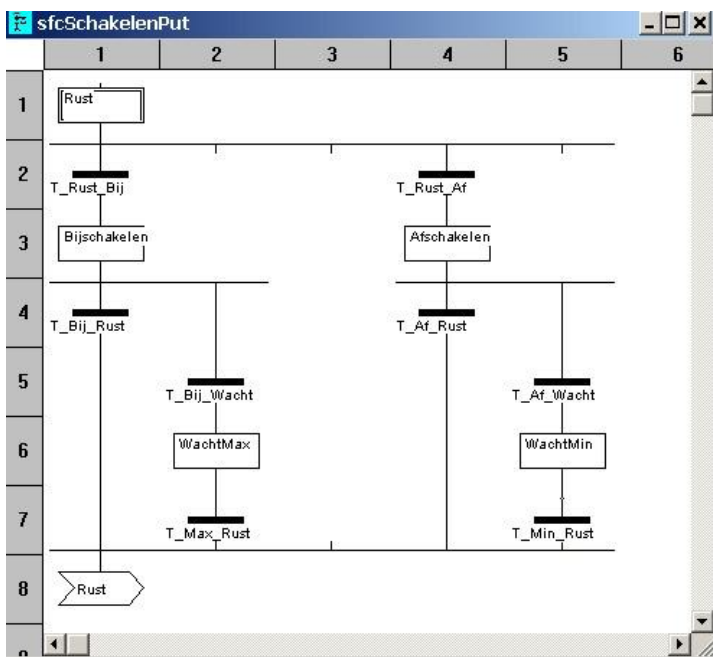 sfcSchakelenPut
1 2 3 4 5 6
1
Rust
2
T_Rust_Bij T_Rust_Af
3
Bijschakelen Afschakelen
4
T_Bij_Rust T_Af_Rust
5
T_Bij_Wacht T_Af_Wacht
6
WachtMax WachtMin
7
T_Max_Rust T_Min_Rust
8
Rust